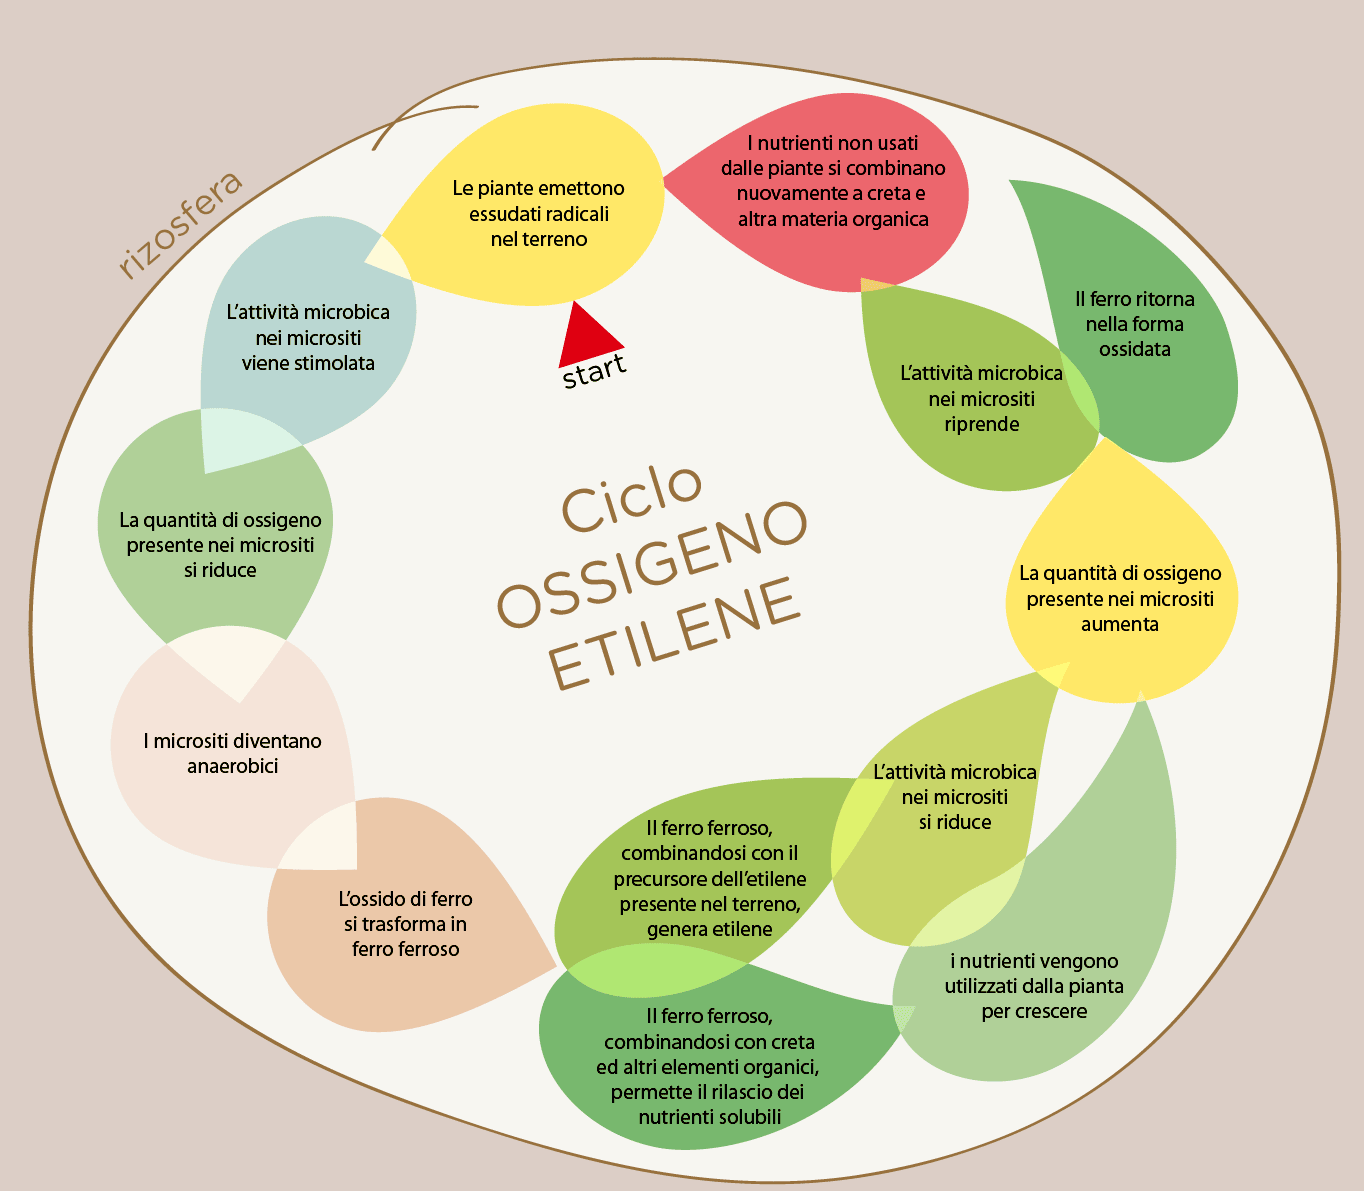 rizosfera
Le piante emettono
essudati radicali
nel terreno
start
L'attività microbica
nei micrositi
viene stimolata
La quantità di ossigeno
presente nei micrositi
si riduce
I micrositi diventano
anaerobici
L'ossido di ferro
si trasforma in
ferro ferroso
Il ferro ferroso,
combinandosi con il
precursore dell'etilene
presente nel terreno,
genera etilene
Il ferro ferroso,
combinandosi con creta
ed altri elementi organici,
permette il rilascio dei
nutrienti solubili
L'attività microbica
nei micrositi
si riduce
i nutrienti vengono
utilizzati dalla pianta
per crescere
La quantità di ossigeno
presente nei micrositi
aumenta
Il ferro ritorna
nella forma
ossidata
L'attività microbica
nei micrositi
riprende
I nutrienti non usati
dalle piante si combinano
nuovamente a creta e
altra materia organica
Ciclo
OSSIGENO
ETILENE